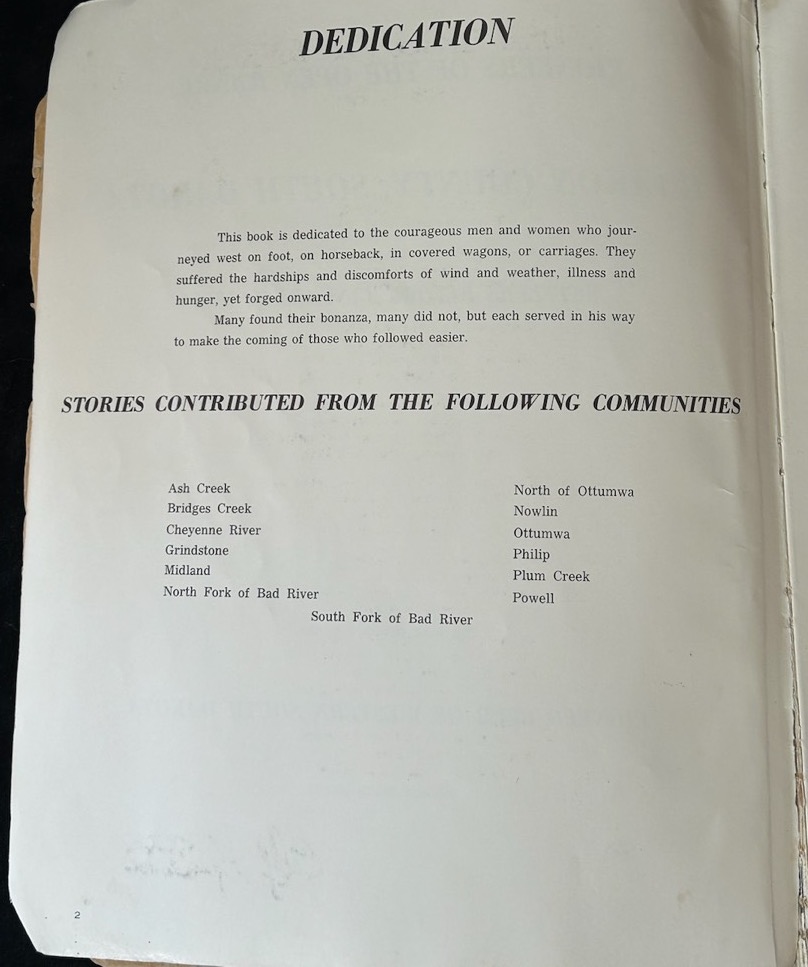 DEDICATION
This book is dedicated to the courageous men and women who jour-
neyed west on foot, on horseback, in covered wagons, or carriages. They
suffered the hardships and discomforts of wind and weather, illness and
hunger, yet forged onward.
Many found their bonanza, many did not, but each served in his way
to make the coming of those who followed easier.
STORIES CONTRIBUTED FROM THE FOLLOWING COMMUNITIES
Ash Creek
Bridges Creek
Cheyenne River
Grindstone
Midland
North Fork of Bad River
North of Ottumwa
Nowlin
Ottumwa
Philip
Plum Creek
Powell
South Fork of Bad River
2